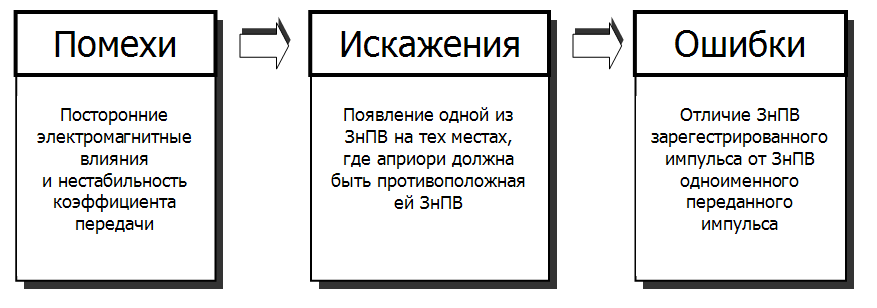 Помехи
Посторонние
электромагнитные
влияния
и нестабильность
коэффициента
передачи
Искажения
Появление одной из
ЗнПВ на тех местах,
где априори должна
быть противоположная
ей ЗнПВ
Ошибки
Отличие ЗнПВ
зарегестрированного
импульса от ЗнПВ
одноименного
переданного
импульса